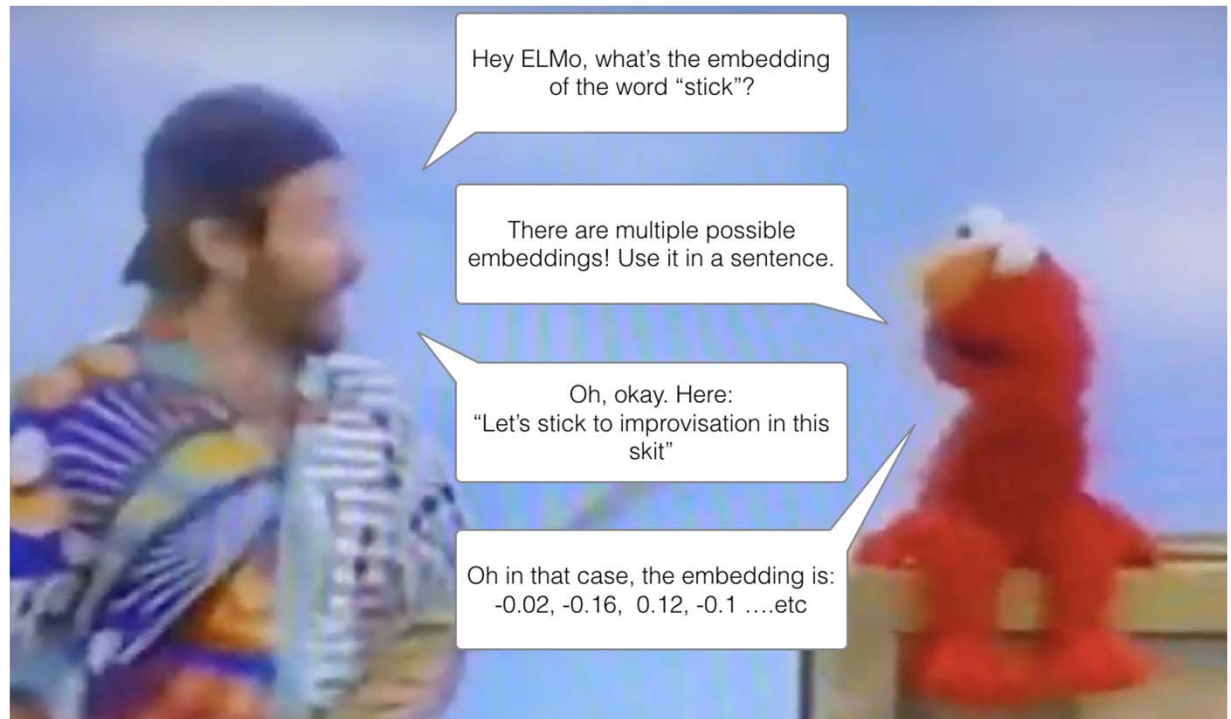 Hey ELMo, what’s the embedding
of the word “stick”?
There are multiple possible
embeddings! Use it in a sentence.
Oh, okay. Here:
“Let’s stick to improvisation in this
skit”
Oh in that case, the embedding is:
-0.02, -0.16, 0.12, -0.1 ….etc